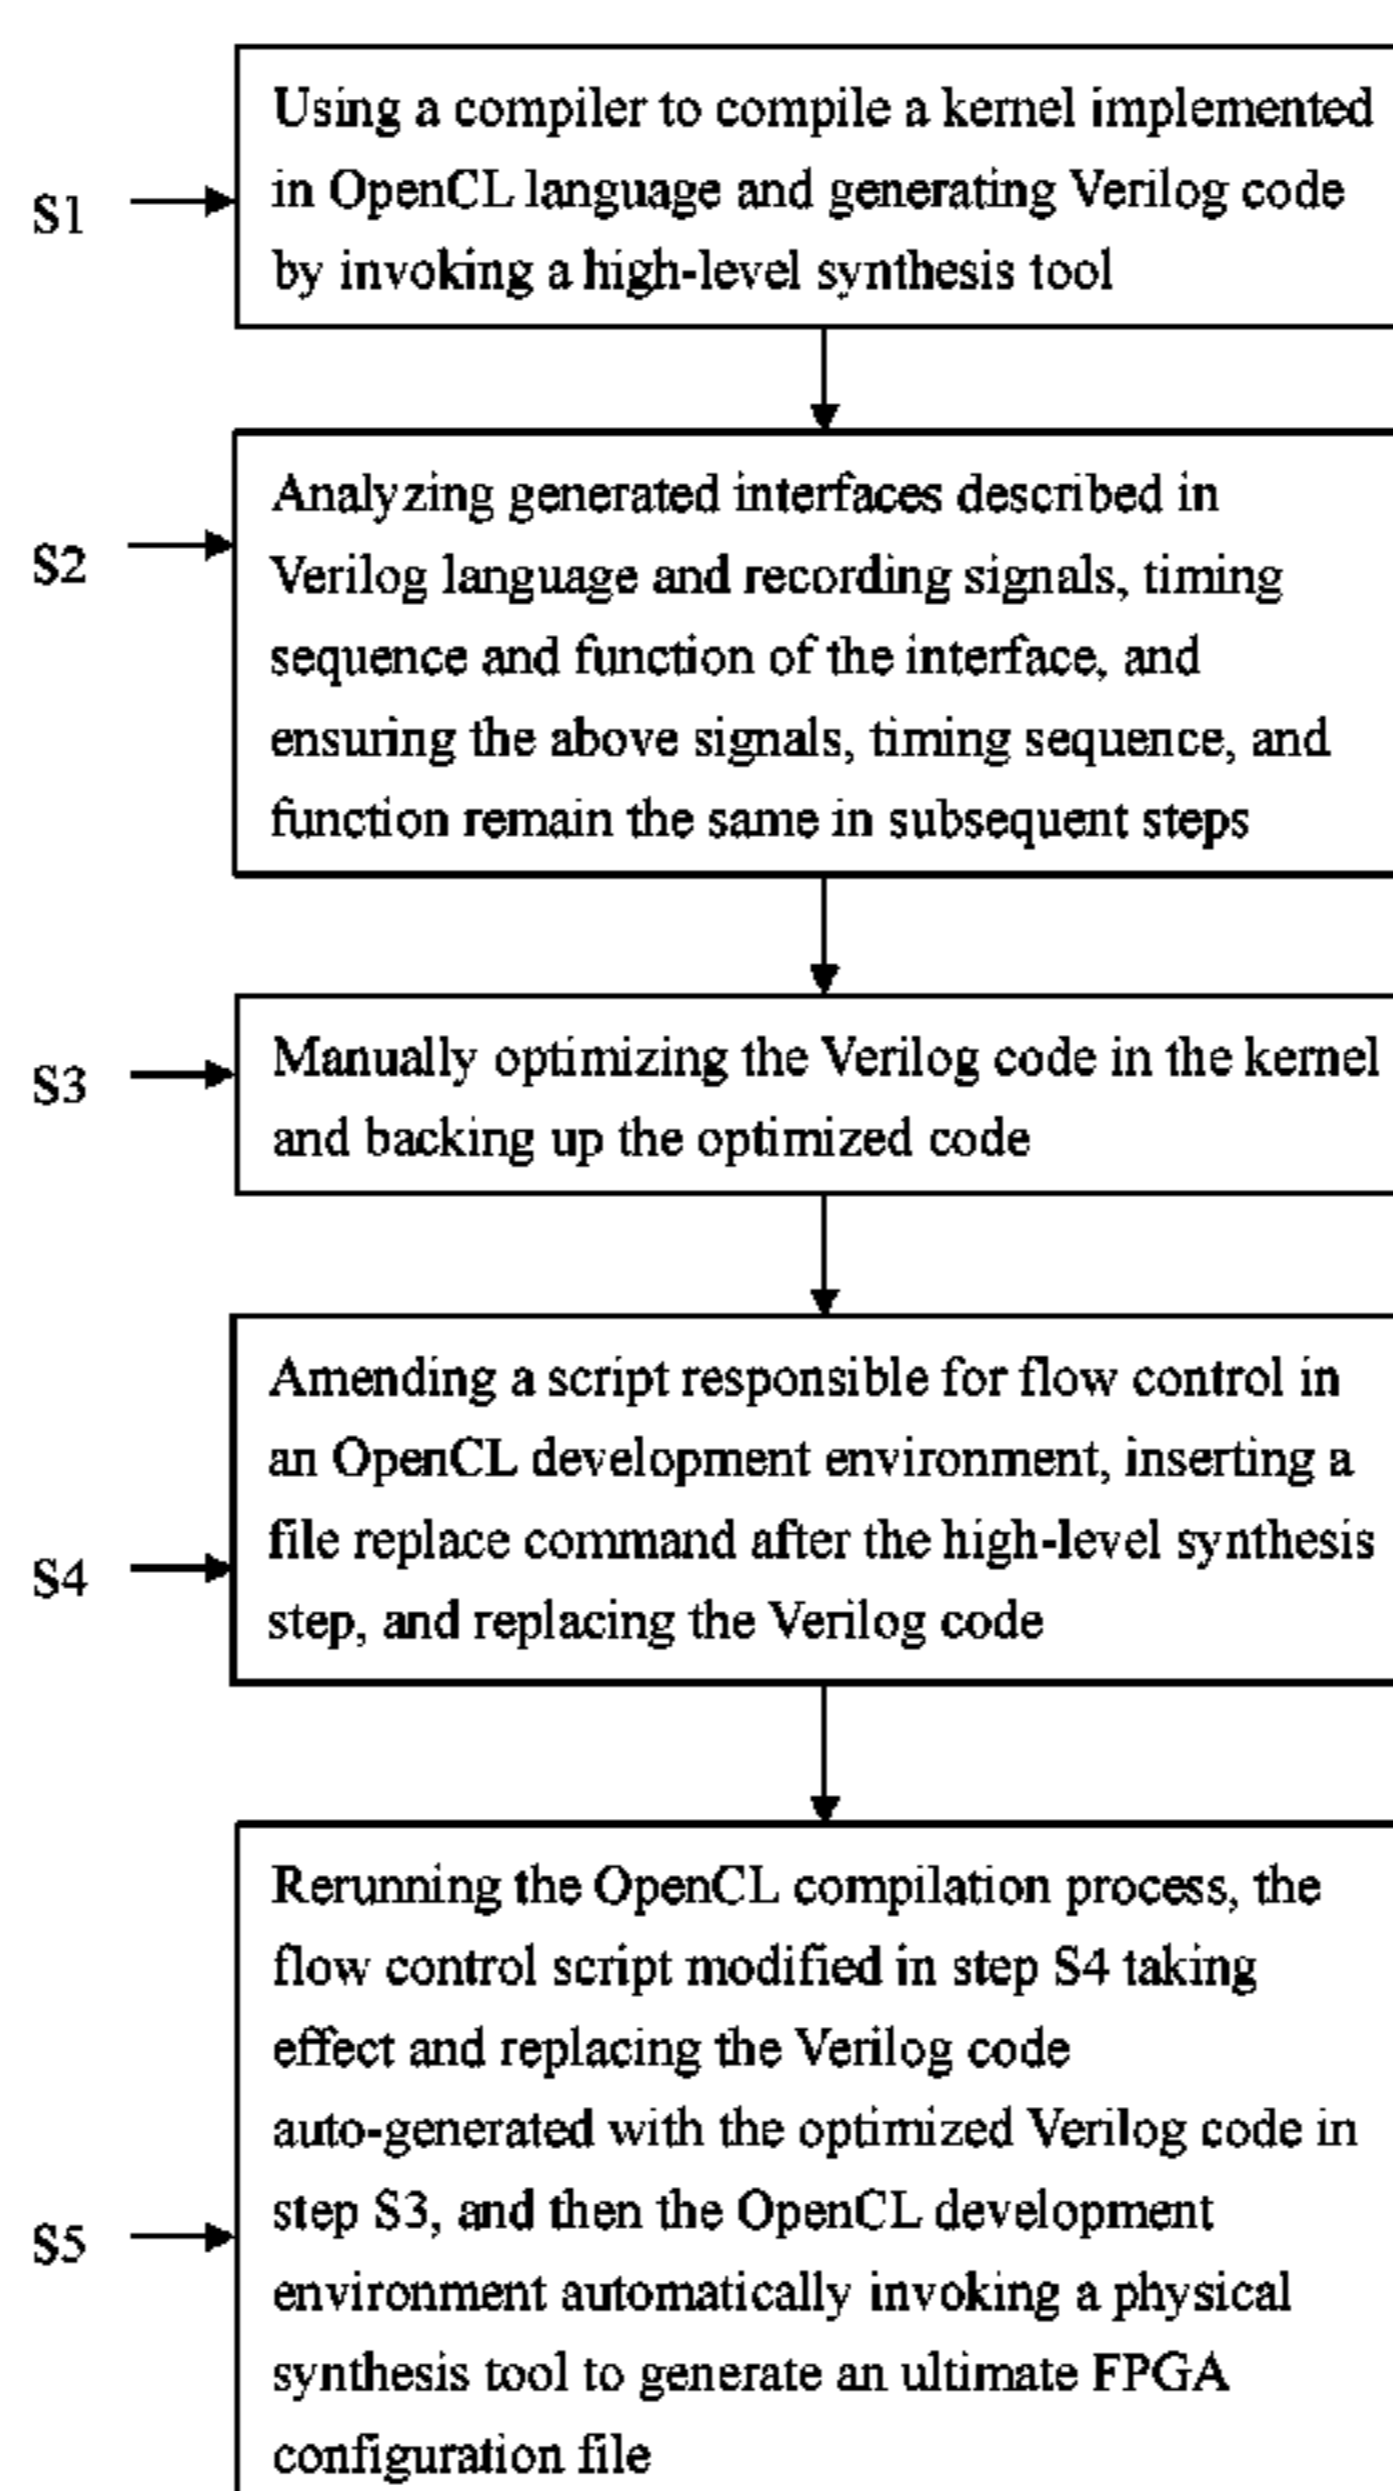 Using a compiler to compile a kernel implemented
in OpenCL language and generating Verilog code
S1
by invoking a high-level synthesis tool
Analyzing generated interfaces described in
S2
Verilog language and recording signals, timing
sequence and function of the interface, and
ensuring the above signals, timing sequence, and
function remain the same in subsequent steps
Manually optimizing the Verilog code in the kernel
S3
and backing up the optimized code
Amending a script responsible for flow control in
an OpenCL development environment, inserting a
file replace command after the high-level synthesis
S4
step, and replacing the Verilog code
Rerunning the OpenCL compilation process, the
flow control script modified in step S4 taking
effect and replacing the Verilog code
auto-generated with the optimized Verilog code in
step S3, and then the OpenCL development
S5
environment automatically invoking a physical
synthesis tool to generate an ultimate FPGA
configuration file